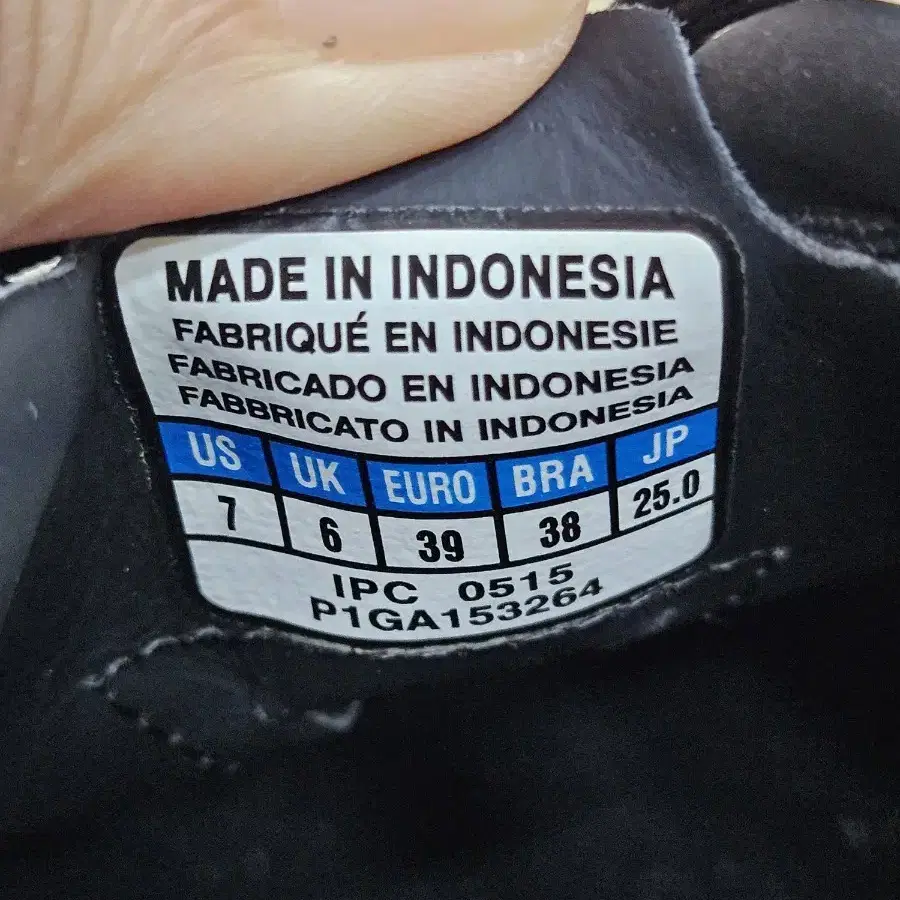 MADE IN INDONESIA
FABRIQUÉ EN INDONESIE
FABRICADO EN INDONESIA
FABBRICATO IN INDONESIA
US UK EURO BRA JP
7 6 39 38 25.0
IPC 0515
P1GA153264